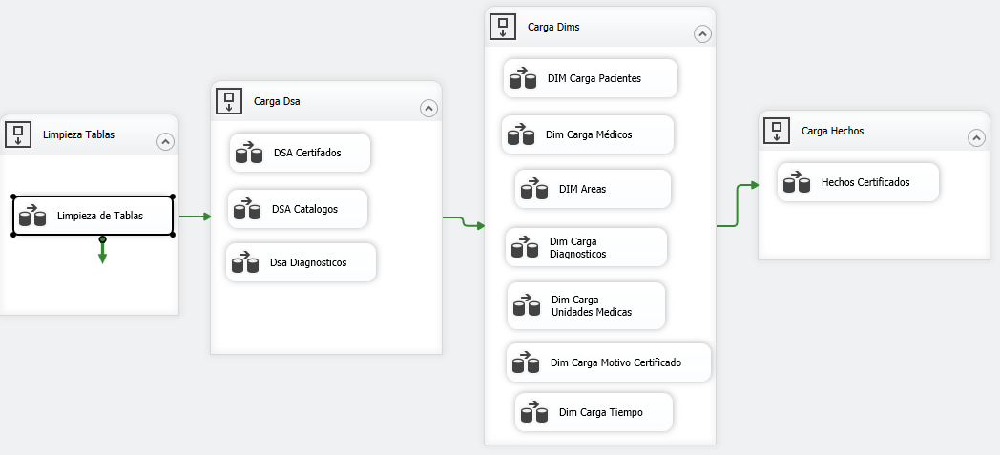 Limpieza Tablas
Limpieza de Tablas
Carga Dsa
DSA Certifados
DSA Catalogos
Dsa Diagnosticos
Carga Dims
DIM Carga Pacientes
Dim Carga Médicos
DIM Areas
Dim Carga
Diagnosticos
Dim Carga
Unidades Medicas
Dim Carga Motivo Certificado
Dim Carga Tiempo
Carga Hechos
Hechos Certificados